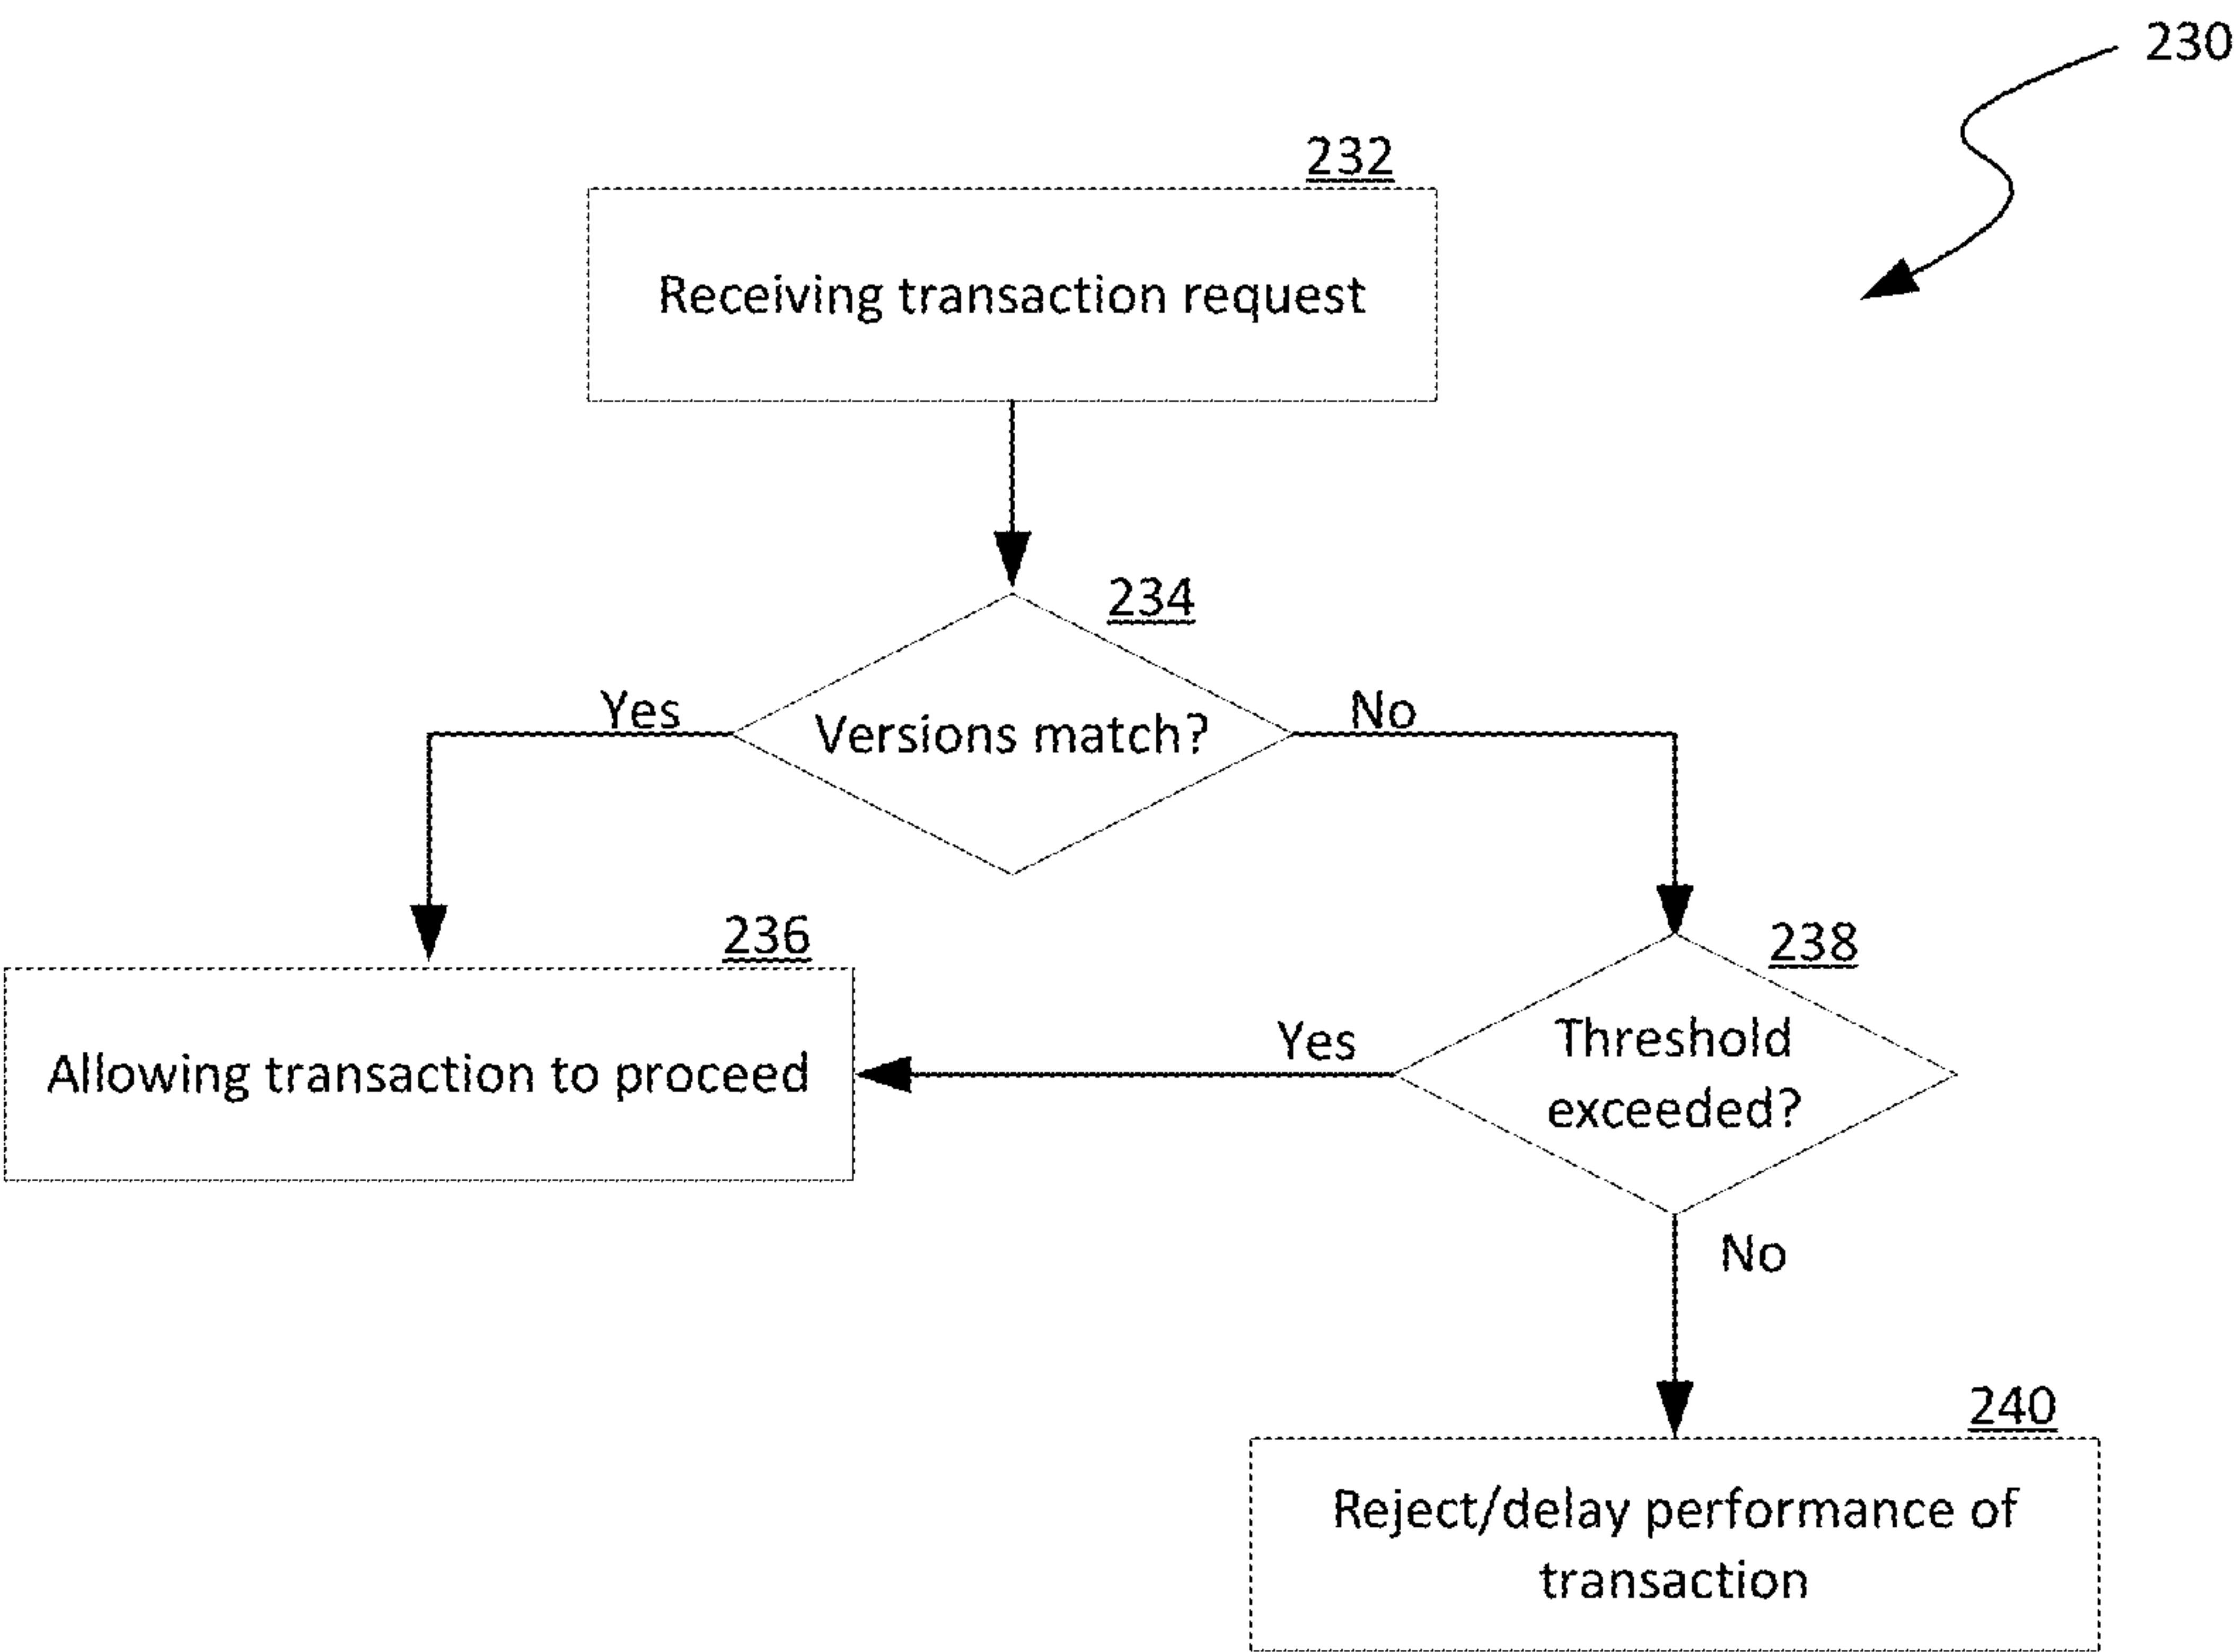 230
232
Receiving transaction request
234
Yes
Versions match?
No
236
Allowing transaction to proceed
238
Yes
Threshold
exceeded?
No
240
Reject/delay performance of
transaction